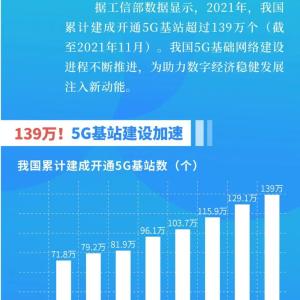 据工信部数据显示，2021年，我国
累计建成开通5G基站超过139万个（截
至2021年11月）。我国5G基础网络建设
进程不断推进，为助力数字经济稳健发展
注入新动能。
139万！5G基站建设加速
我国累计建成开通5G基站数（个）
71.8万
79.2万
81.9万
96.1万
103.7万
115.9万
129.1万
139万